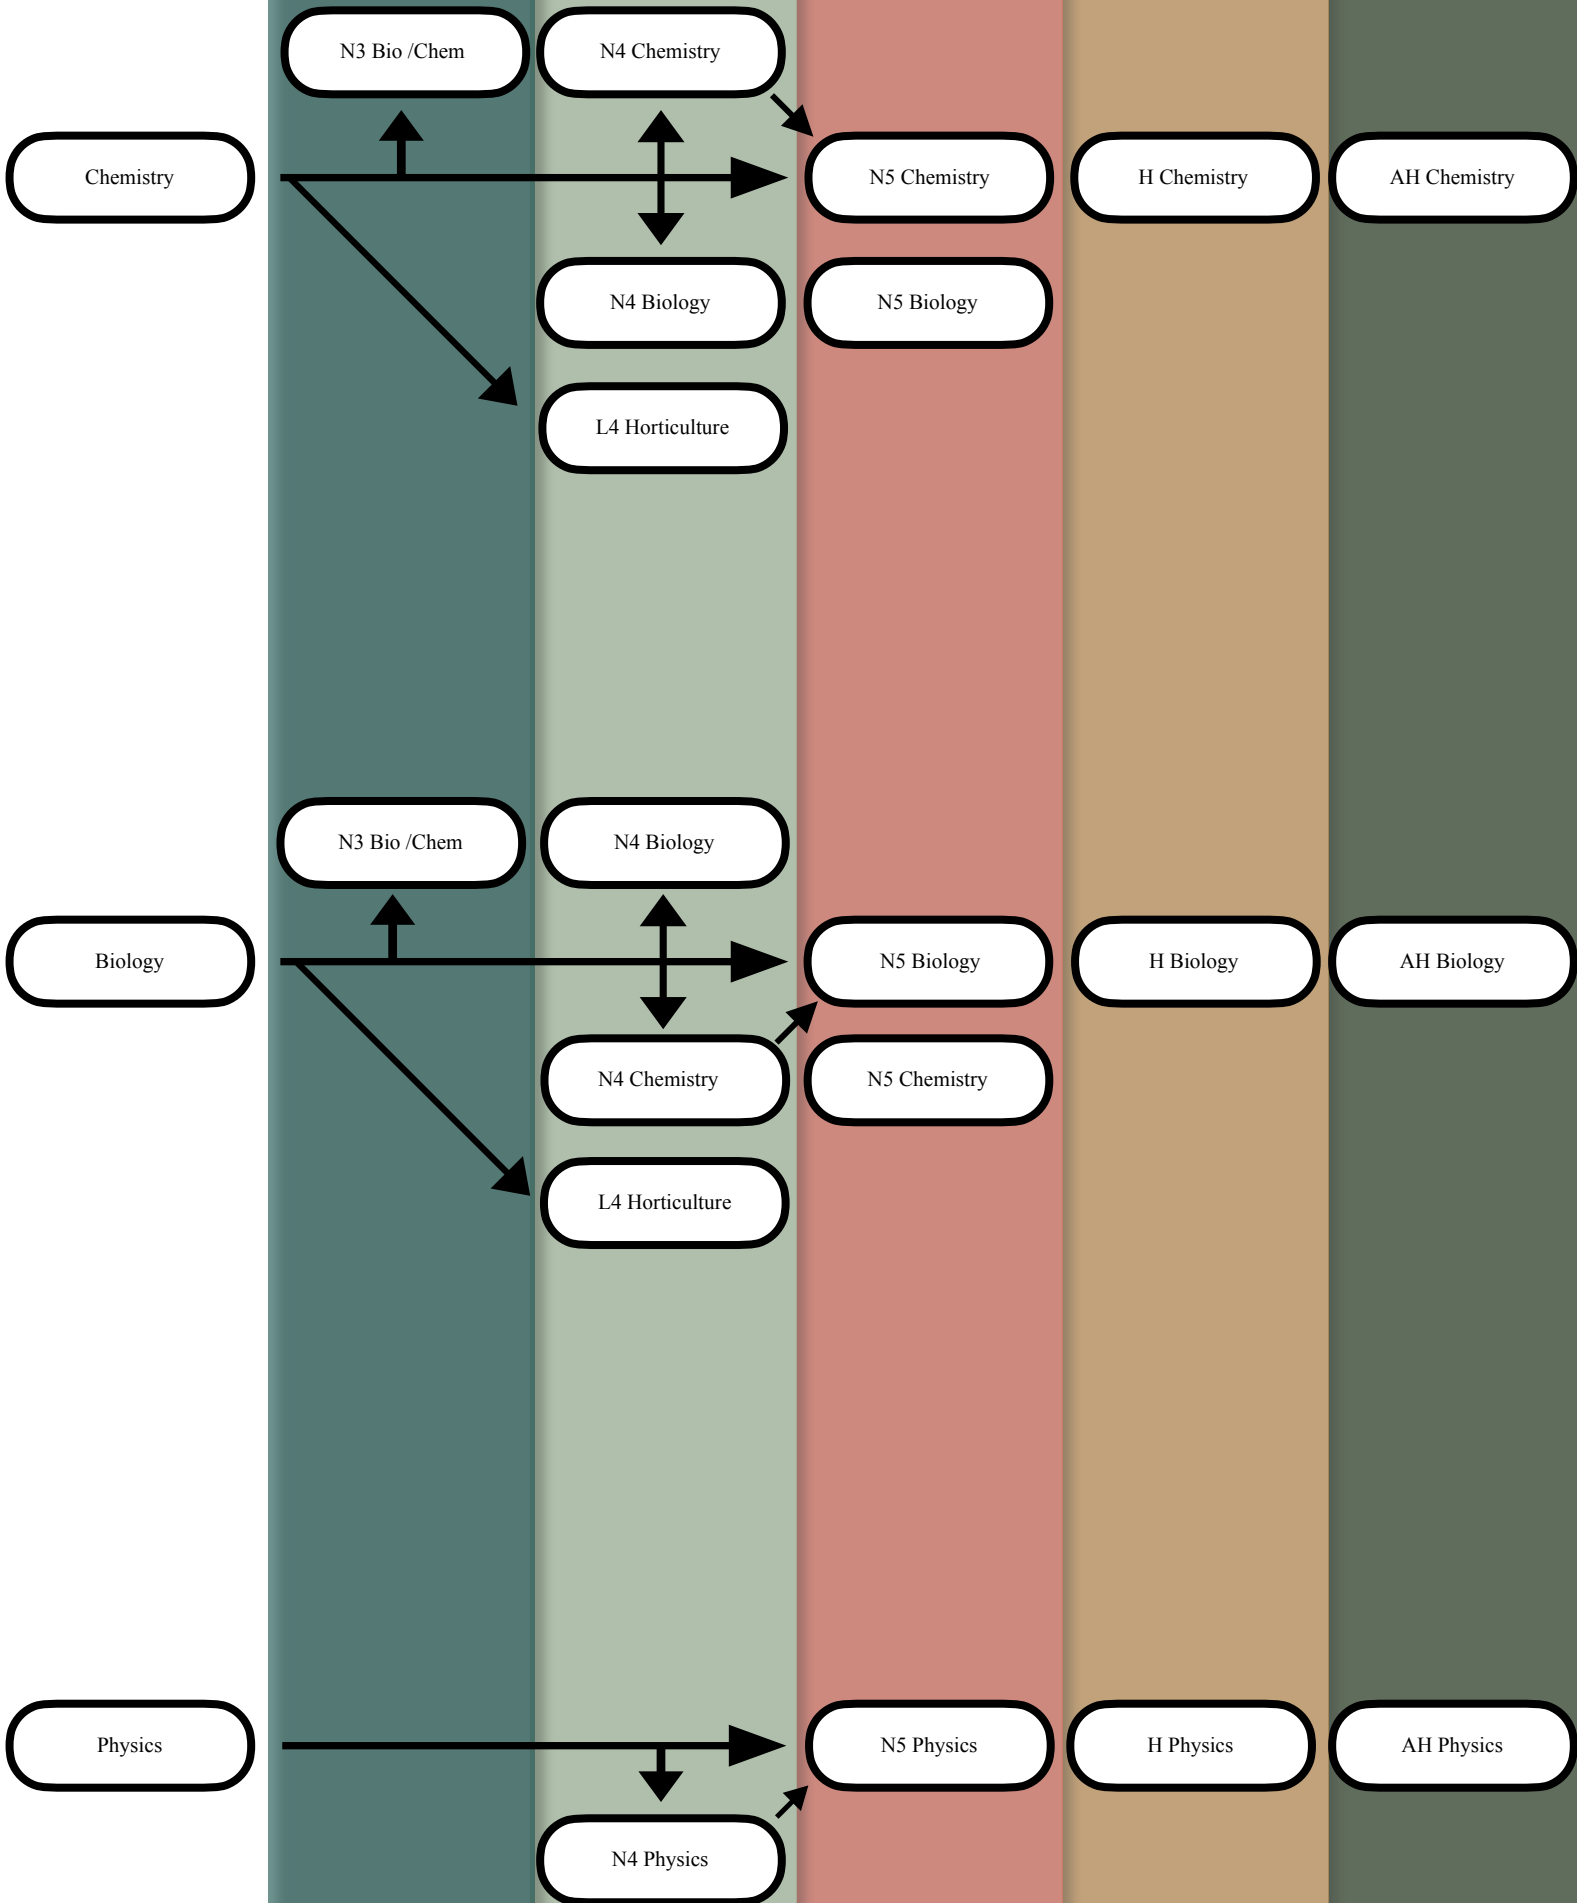 N3 Bio /Chem
N4 Chemistry
Chemistry
N5 Chemistry
H Chemistry
AH Chemistry
N4 Biology
N5 Biology
L4 Horticulture
N3 Bio /Chem
N4 Biology
Biology
N5 Biology
H Biology
AH Biology
N4 Chemistry
N5 Chemistry
L4 Horticulture
Physics
N5 Physics
H Physics
AH Physics
N4 Physics